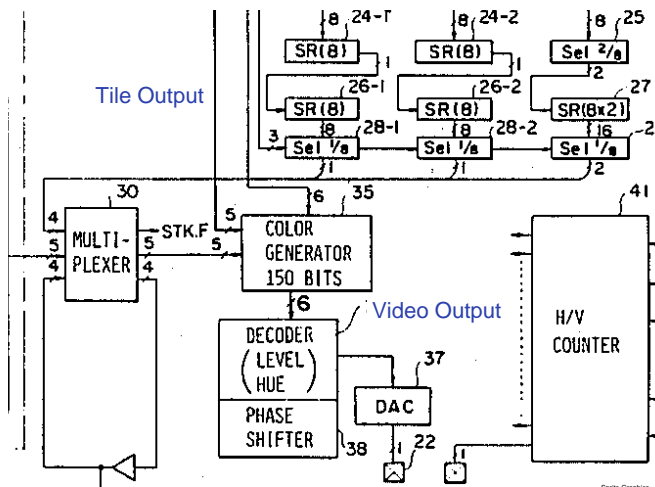 8 24-1 8 24-2 8 25
SR(8) SR(8) Sel 2/8
1 1 2
26-1 26-2 27
SR(8) SR(8) SR(8x2)
Tile Output
8 28-1 8 28-2 16 2
3 Sel 1/8 Sel 1/8 Sel 1/8
1 1 2
30 6 35 41
4 STK.F 5
MULTI-
PLEXER
5 5 5
4 4
COLOR
GENERATOR
150 BITS
6
Video Output
DECODER
(LEVEL
HUE)
37
DAC
PHASE
SHIFTER
38 1 22 1
H/V
COUNTER